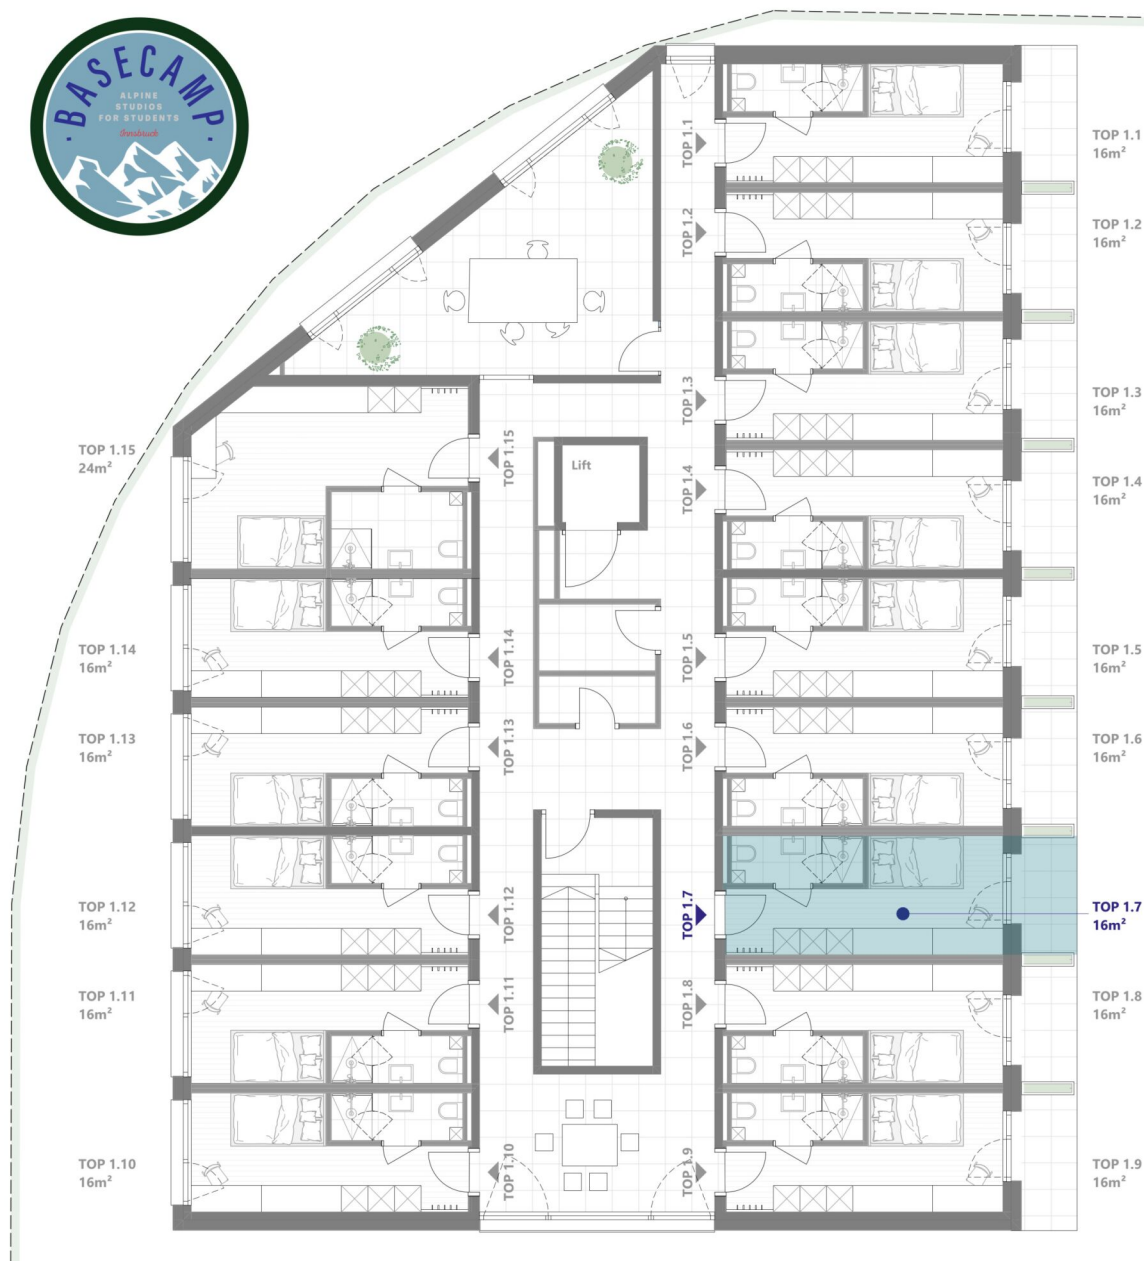 BASECAMP
ALPINE
STUDIOS
FOR STUDENTS
Innsbruck
TOP 1.1
TOP 1.1
16m²
TOP 1.2
TOP 1.2
16m²
TOP 1.3
TOP 1.3
16m²
TOP 1.15
24m²
TOP 1.15
Lift
TOP 1.4
TOP 1.4
16m²
TOP 1.14
16m²
TOP 1.14
TOP 1.5
TOP 1.5
16m²
TOP 1.13
16m²
TOP 1.13
TOP 1.6
TOP 1.6
16m²
TOP 1.12
16m²
TOP 1.12
TOP 1.7
TOP 1.7
16m²
TOP 1.11
16m²
TOP 1.11
TOP 1.8
TOP 1.8
16m²
TOP 1.10
16m²
TOP 1.10
TOP 1.9
TOP 1.9
16m²